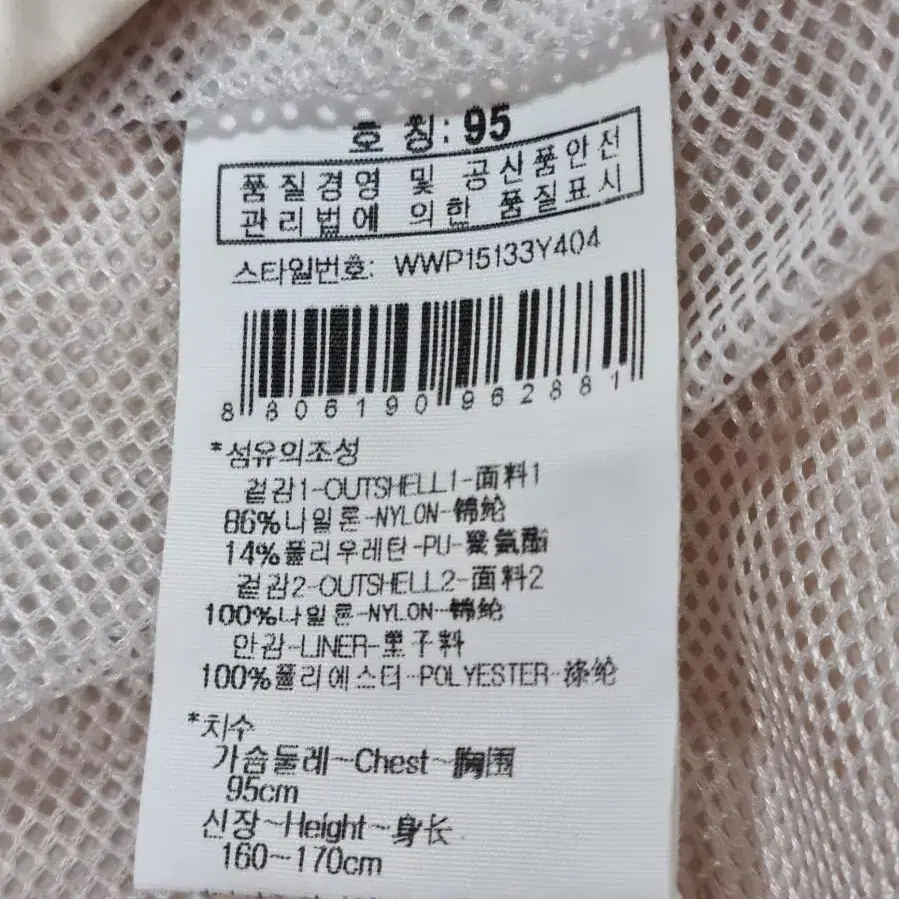 호 칭: 95
품질경영 및 공산품안전
관리법에 의한 품질표시
스타일번호: WWP15133Y404
8 806190 962881
*섬유의조성
겉감1-OUTSHELL1-面料1
86%나일론-NYLON-锦纶
14%폴리우레탄-PU-聚氨酯
겉감2-OUTSHELL2-面料2
100%나일론-NYLON-锦纶
안감-LINER-里子料
100%폴리에스터-POLYESTER-涤纶
*치수
가슴둘레~Chest~胸围
95cm
신장~Height~身长
160~170cm